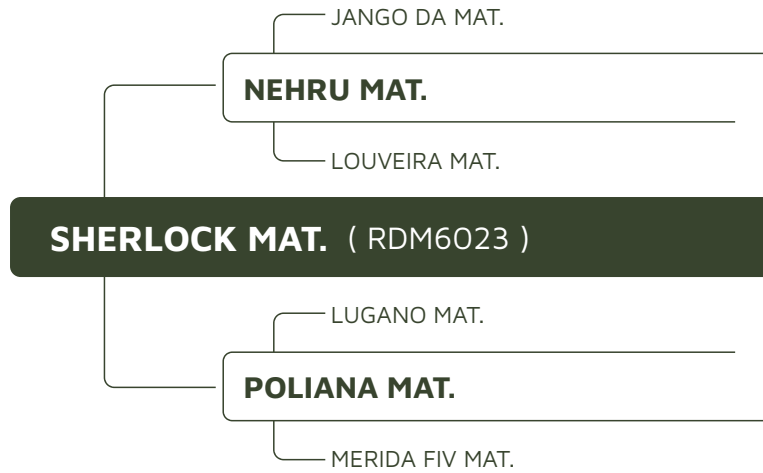 JANGO DA MAT.
NEHRU MAT.
LOUVEIRA MAT.
SHERLOCK MAT. ( RDM6023 )
LUGANO MAT.
POLIANA MAT.
MERIDA FIV MAT.